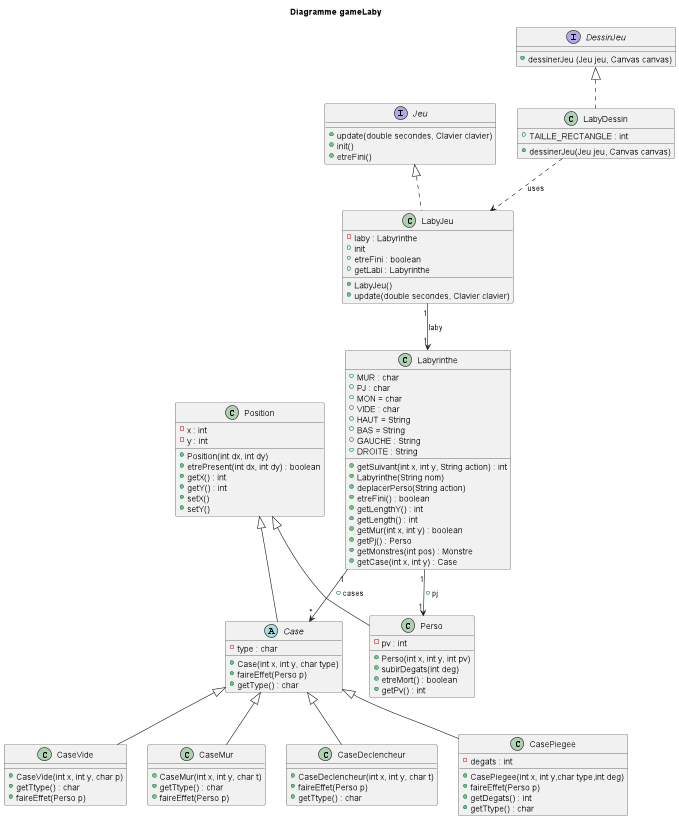 Diagramme gameLaby
I DessinJeu
dessinerJeu (Jeu jeu, Canvas canvas)
I Jeu
update(double secondes, Clavier clavier)
init()
etreFini()
C LabyDessin
TAILLE_RECTANGLE : int
dessinerJeu(Jeu jeu, Canvas canvas)
uses
C LabyJeu
laby : Labyrinthe
init
etreFini : boolean
getLabi : Labyrinthe
LabyJeu()
update(double secondes, Clavier clavier)
1
laby
1
C Labyrinthe
MUR : char
PJ : char
MON = char
VIDE : char
HAUT = String
BAS = String
GAUCHE : String
DROITE : String
getSuivant(int x, int y, String action) : int
Labyrinthe(String nom)
deplacerPerso(String action)
etreFini() : boolean
getLengthY() : int
getLength() : int
getMur(int x, int y) : boolean
getPj() : Perso
getMonstres(int pos) : Monstre
getCase(int x, int y) : Case
C Position
x : int
y : int
Position(int dx, int dy)
etrePresent(int dx, int dy) : boolean
getX() : int
getY() : int
setX()
setY()
1
cases
*
1
pj
1
A Case
type : char
Case(int x, int y, char type)
faireEffet(Perso p)
getType() : char
C Perso
pv : int
Perso(int x, int y, int pv)
subirDegats(int deg)
etreMort() : boolean
getPv() : int
C CaseVide
CaseVide(int x, int y, char p)
getTtype() : char
faireEffet(Perso p)
C CaseMur
CaseMur(int x, int y, char t)
getTtype() : char
faireEffet(Perso p)
C CaseDeclencheur
CaseDeclencheur(int x, int y, char t)
faireEffet(Perso p)
getTtype() : char
C CasePiegee
degats : int
CasePiegee(int x, int y,char type,int deg)
faireEffet(Perso p)
getDegats() : int
getTtype() : char